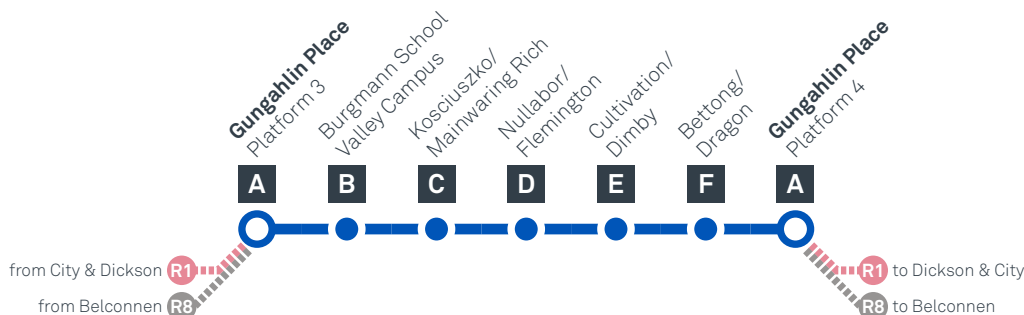 Gungahlin Place
Platform 3
Burgmann School
Valley Campus
Kosciuszko/
Mainwaring Rich
Nullabor/
Flemington
Cultivation/
Dimby
Bettong/
Dragon
Gungahlin Place
Platform 4
A
B
C
D
E
F
A
from City & Dickson R1
R1 to Dickson & City
from Belconnen R8
R8 to Belconnen